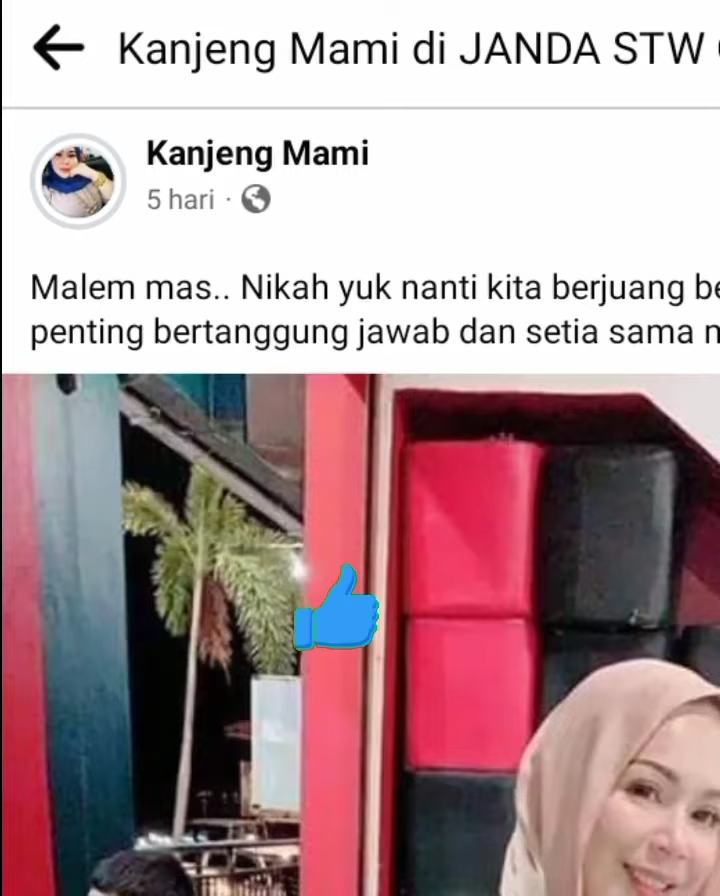 Kanjeng Mami di JANDA STW
Kanjeng Mami
5 hari ·
Malem mas.. Nikah yuk nanti kita berjuang
penting bertanggung jawab dan setia sama